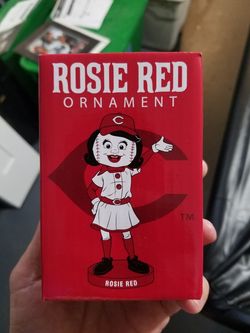 ROSIE RED
ORNAMENT
C
TM
ROSIE RED